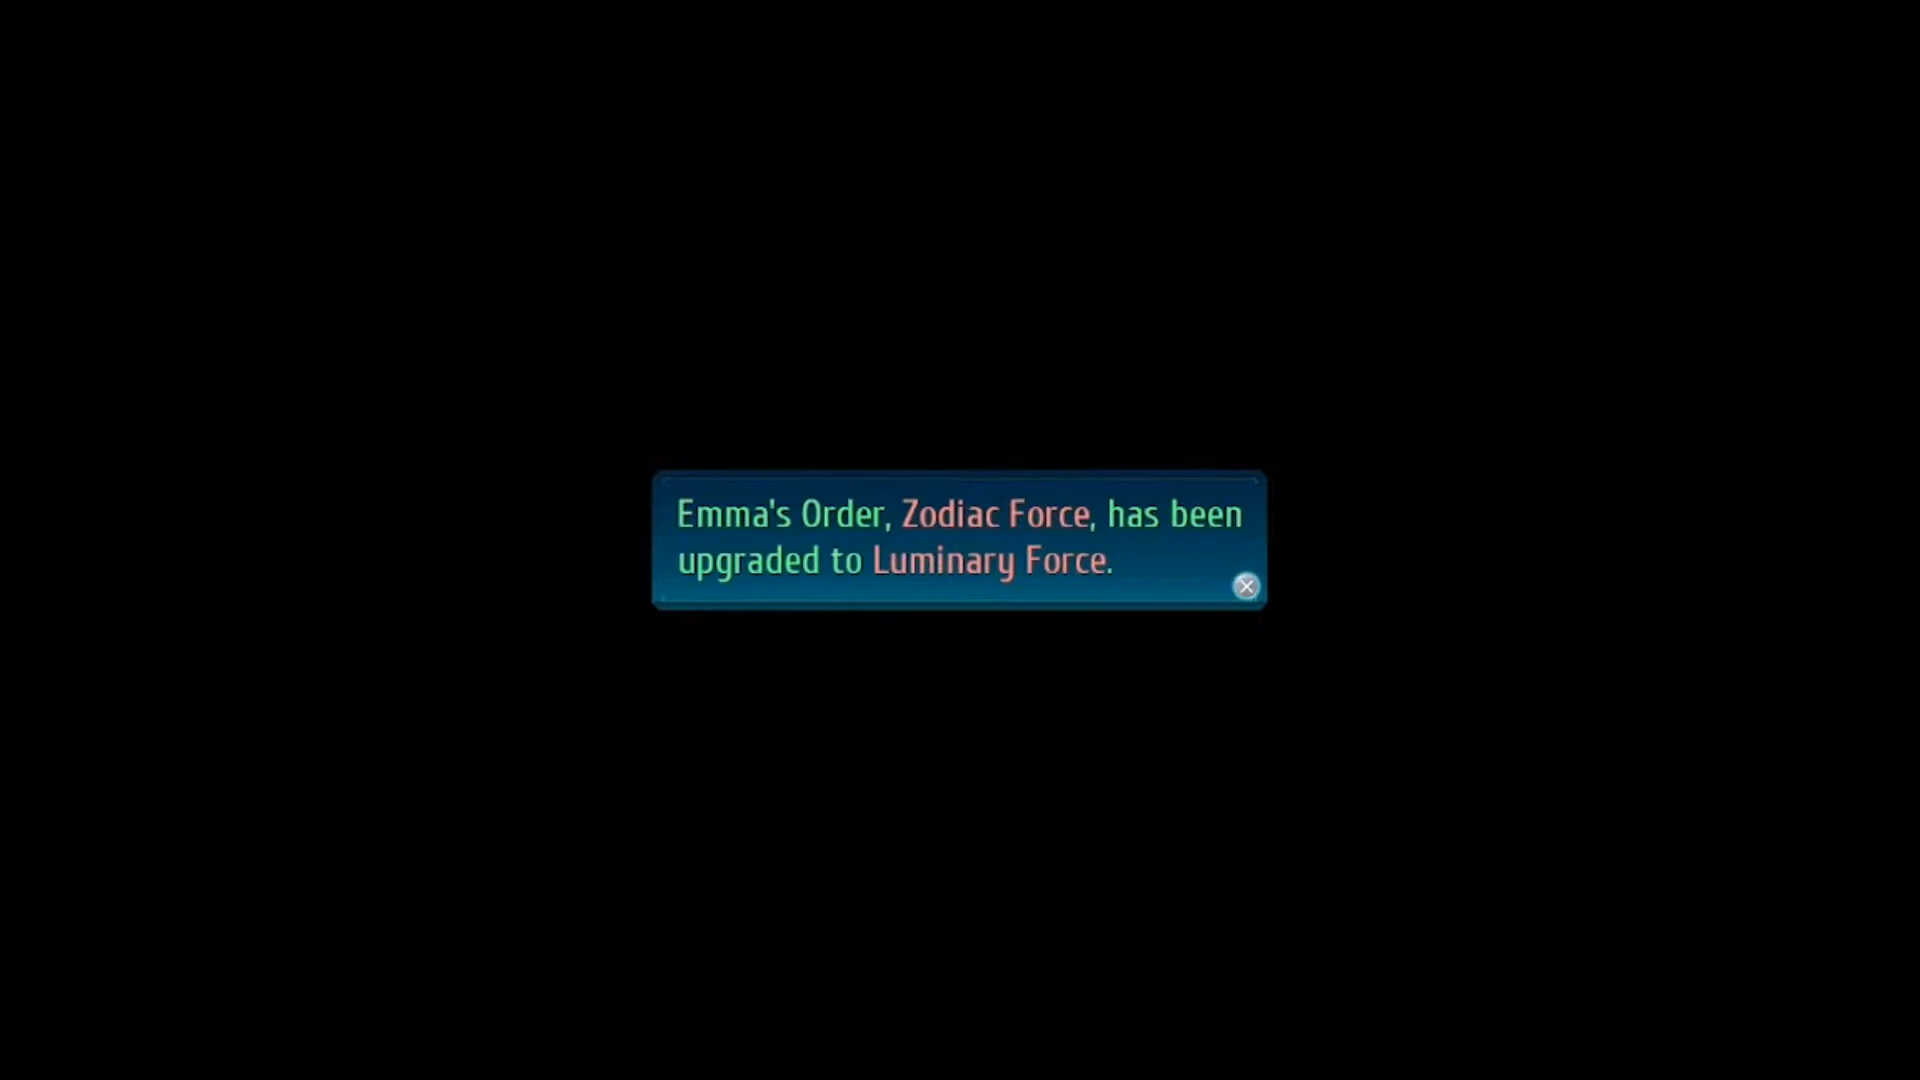 Emma's Order, Zodiac Force, has been
upgraded to Luminary Force.